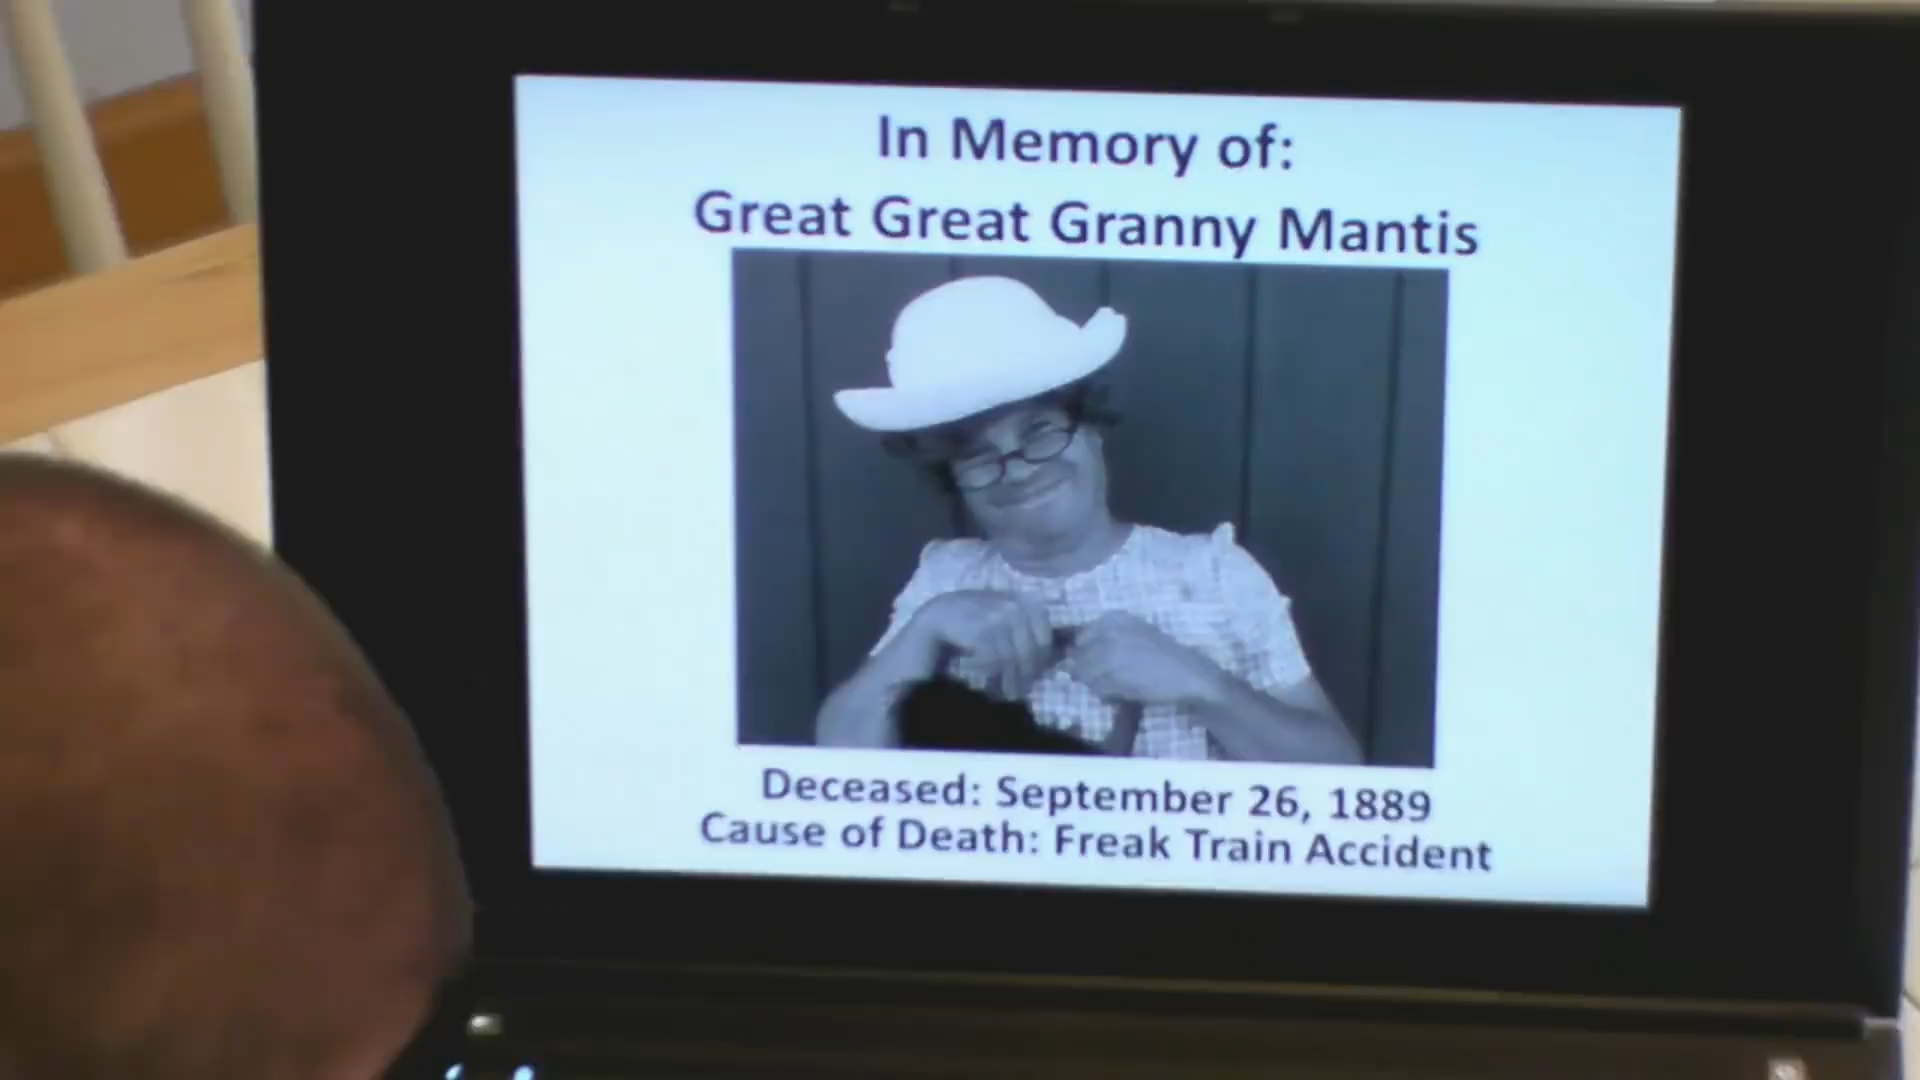 In Memory of:
Great Great Granny Mantis
Deceased: September 26, 1889
Cause of Death: Freak Train Accident